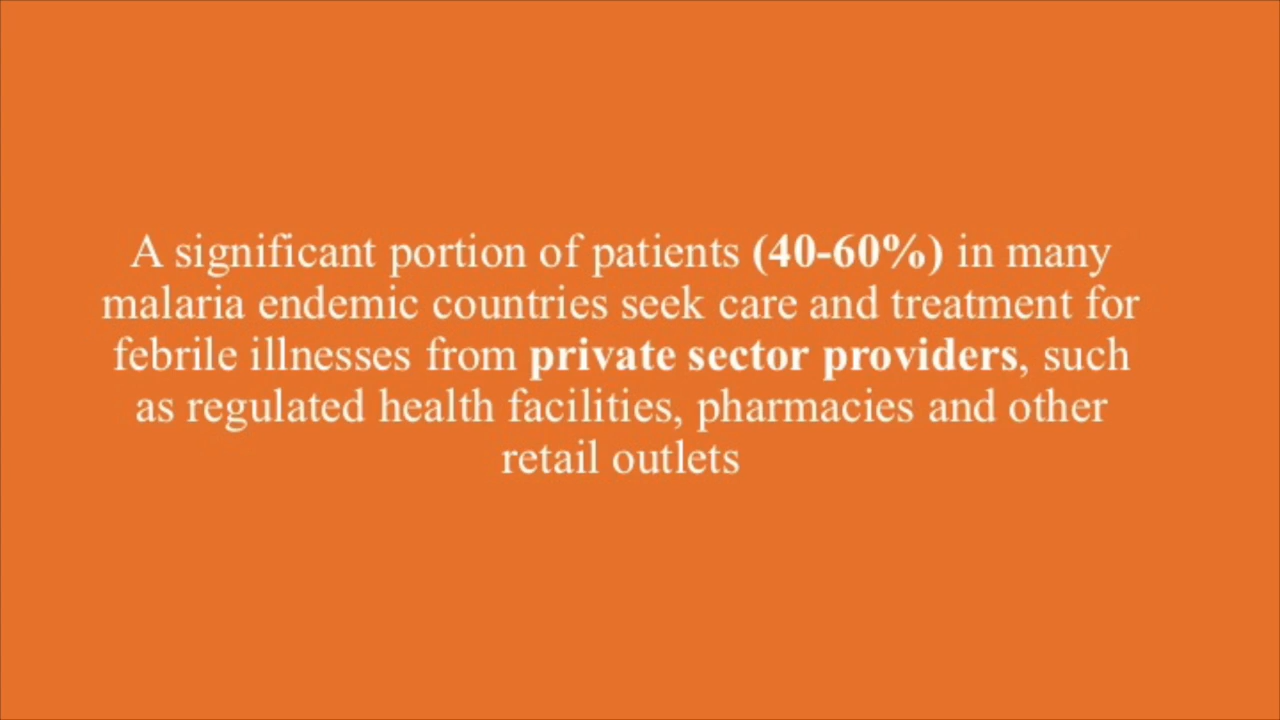 A significant portion of patients (40-60%) in many
malaria endemic countries seek care and treatment for
febrile illnesses from private sector providers, such
as regulated health facilities, pharmacies and other
retail outlets